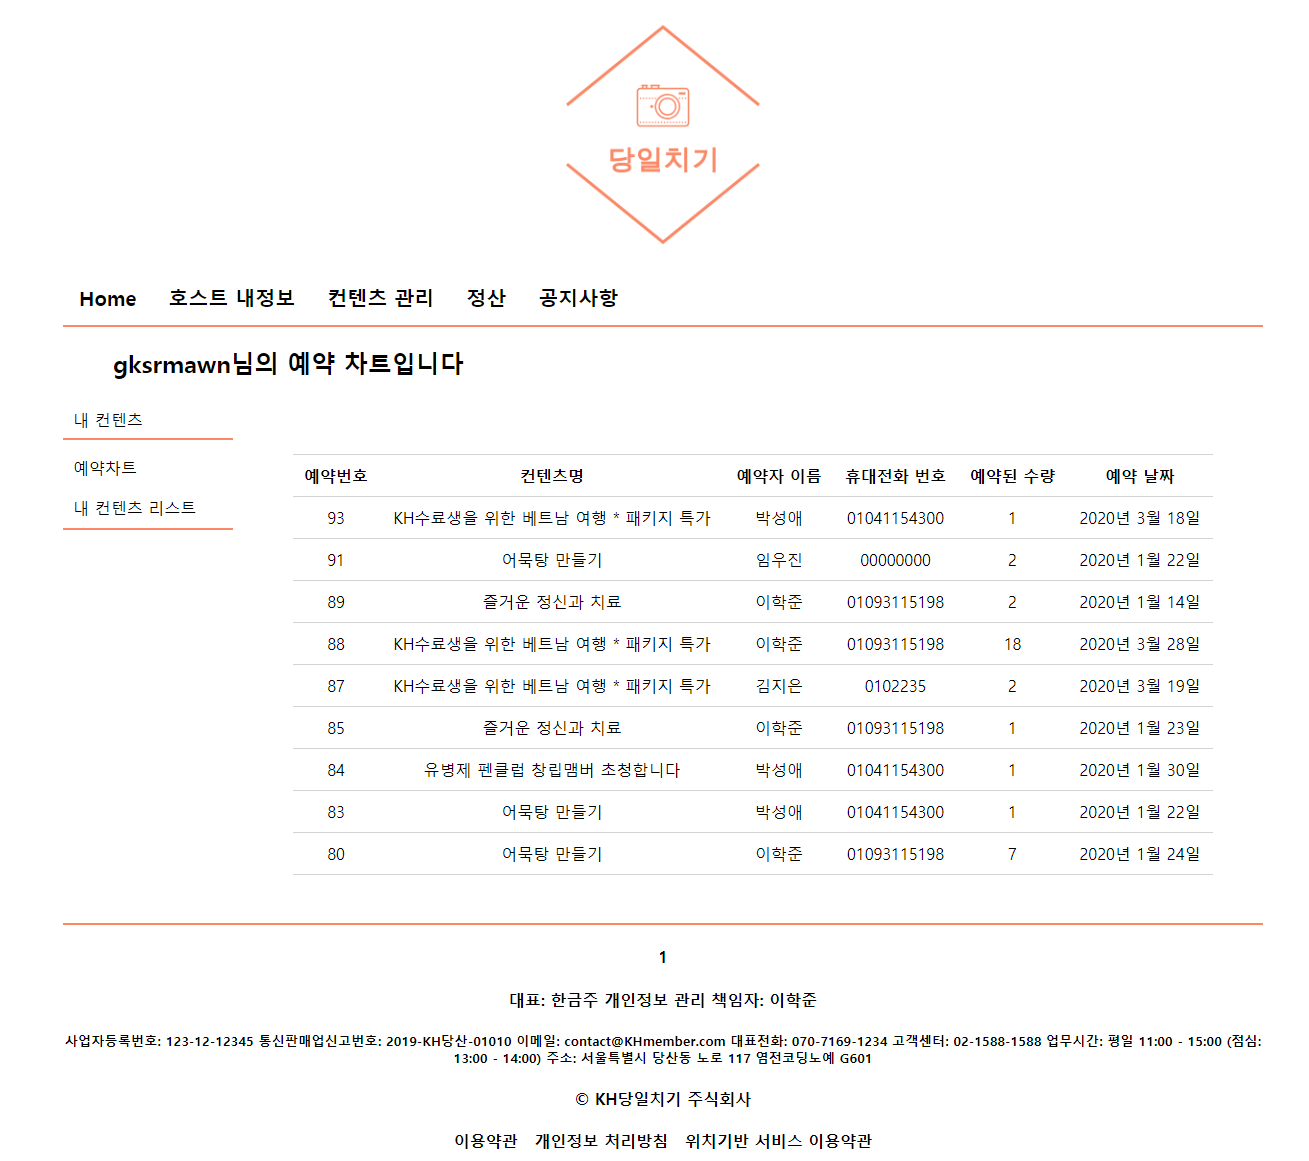 당일치기
Home 호스트 내정보 컨텐츠 관리 정산 공지사항
gksrmawn님의 예약 차트입니다
내 컨텐츠
예약차트
내 컨텐츠 리스트
예약번호 컨텐츠명 예약자 이름 휴대전화 번호 예약된 수량 예약 날짜
93 KH수료생을 위한 베트남 여행 * 패키지 특가 박성애 01041154300 1 2020년 3월 18일
91 어묵탕 만들기 임우진 00000000 2 2020년 1월 22일
89 즐거운 정신과 치료 이학준 01093115198 2 2020년 1월 14일
88 KH수료생을 위한 베트남 여행 * 패키지 특가 이학준 01093115198 18 2020년 3월 28일
87 KH수료생을 위한 베트남 여행 * 패키지 특가 김지은 0102235 2 2020년 3월 19일
85 즐거운 정신과 치료 이학준 01093115198 1 2020년 1월 23일
84 유병제 펜클럽 창립맴버 초청합니다 박성애 01041154300 1 2020년 1월 30일
83 어묵탕 만들기 박성애 01041154300 1 2020년 1월 22일
80 어묵탕 만들기 이학준 01093115198 7 2020년 1월 24일
1
대표: 한금주 개인정보 관리 책임자: 이학준
사업자등록번호: 123-12-12345 통신판매업신고번호: 2019-KH당산-01010 이메일: contact@KHmember.com 대표전화: 070-7169-1234 고객센터: 02-1588-1588 업무시간: 평일 11:00 - 15:00 (점심:
13:00 - 14:00) 주소: 서울특별시 당산동 노로 117 염전코딩노예 G601
© KH당일치기 주식회사
이용약관 개인정보 처리방침 위치기반 서비스 이용약관